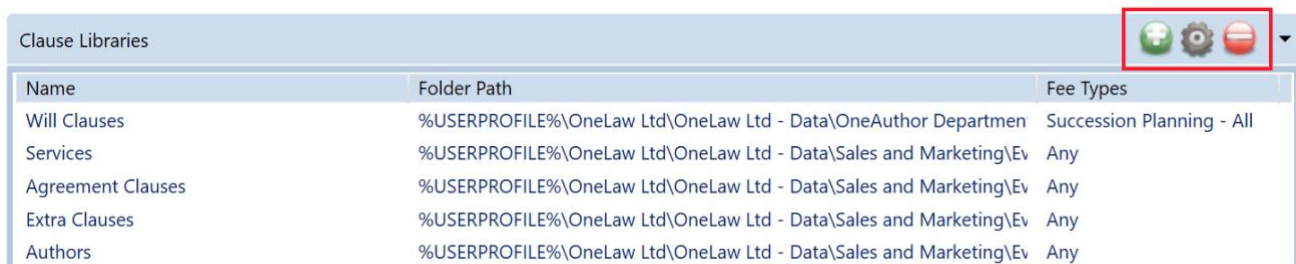 Clause Libraries
Name Folder Path Fee Types
Will Clauses %USERPROFILE%\OneLaw Ltd\OneLaw Ltd - Data\OneAuthor Departmen Succession Planning - All
Services %USERPROFILE%\OneLaw Ltd\OneLaw Ltd - Data\Sales and Marketing\Ev Any
Agreement Clauses %USERPROFILE%\OneLaw Ltd\OneLaw Ltd - Data\Sales and Marketing\Ev Any
Extra Clauses %USERPROFILE%\OneLaw Ltd\OneLaw Ltd - Data\Sales and Marketing\Ev Any
Authors %USERPROFILE%\OneLaw Ltd\OneLaw Ltd - Data\Sales and Marketing\Ev Any